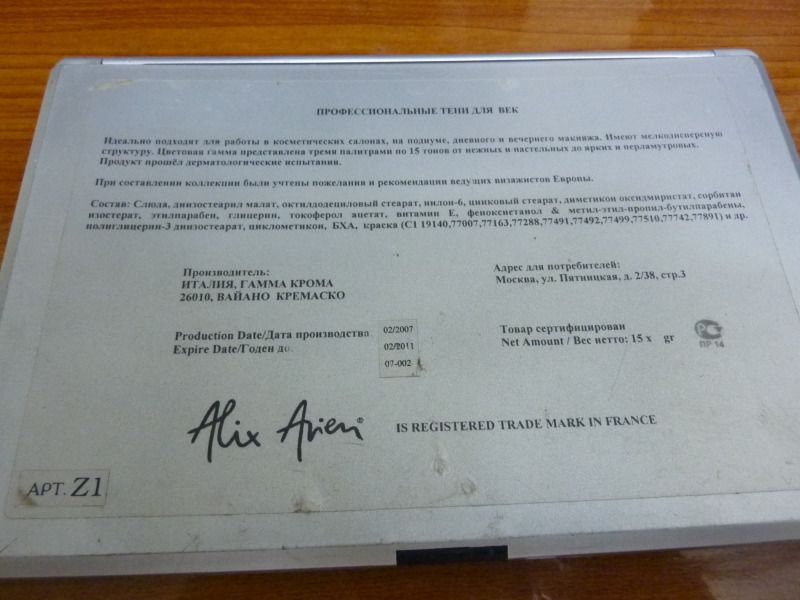 ПРОФЕССИОНАЛЬНЫЕ ТЕНИ ДЛЯ ВЕК
Идеально подходят для работы в косметических салонах, на подиуме, дневного и вечернего макияжа. Имеют мелкодисперсную
структуру. Цветовая гамма представлена тремя палитрами по 15 тонов от нежных и пастельных до ярких и перламутровых.
Продукт прошёл дерматологические испытания.
При составлении коллекции были учтены пожелания и рекомендации ведущих визажистов Европы.
Состав: Слюда, диизостеарил малат, октилдодециловый стеарат, нилон-6, цинковый стеарат, диметикон оксидмиристат, сорбитан
изостерат, этилпарабен, глицерин, токоферол ацетат, витамин Е, феноксиетанол & метил-этил-пропил-бутилпарабены,
полиглицерин-3 диизостеарат, циклометикон, БХА, краска (C1 19140,77007,77163,77288,77491,77492,77499,77510,77742,77891) и др.
Производитель:
ИТАЛИЯ, ГАММА КРОМА
26010, ВАЙАНО КРЕМАСКО
Адрес для потребителей:
Москва, ул. Пятницкая, д. 2/38, стр.3
Production Date/Дата производства 02/2007
Expire Date/Годен до: 02/2011
07-002
Товар сертифицирован
Net Amount / Вес нетто: 15 x gr
ПР 14
Alix Avien® IS REGISTERED TRADE MARK IN FRANCE
АРТ. Z1